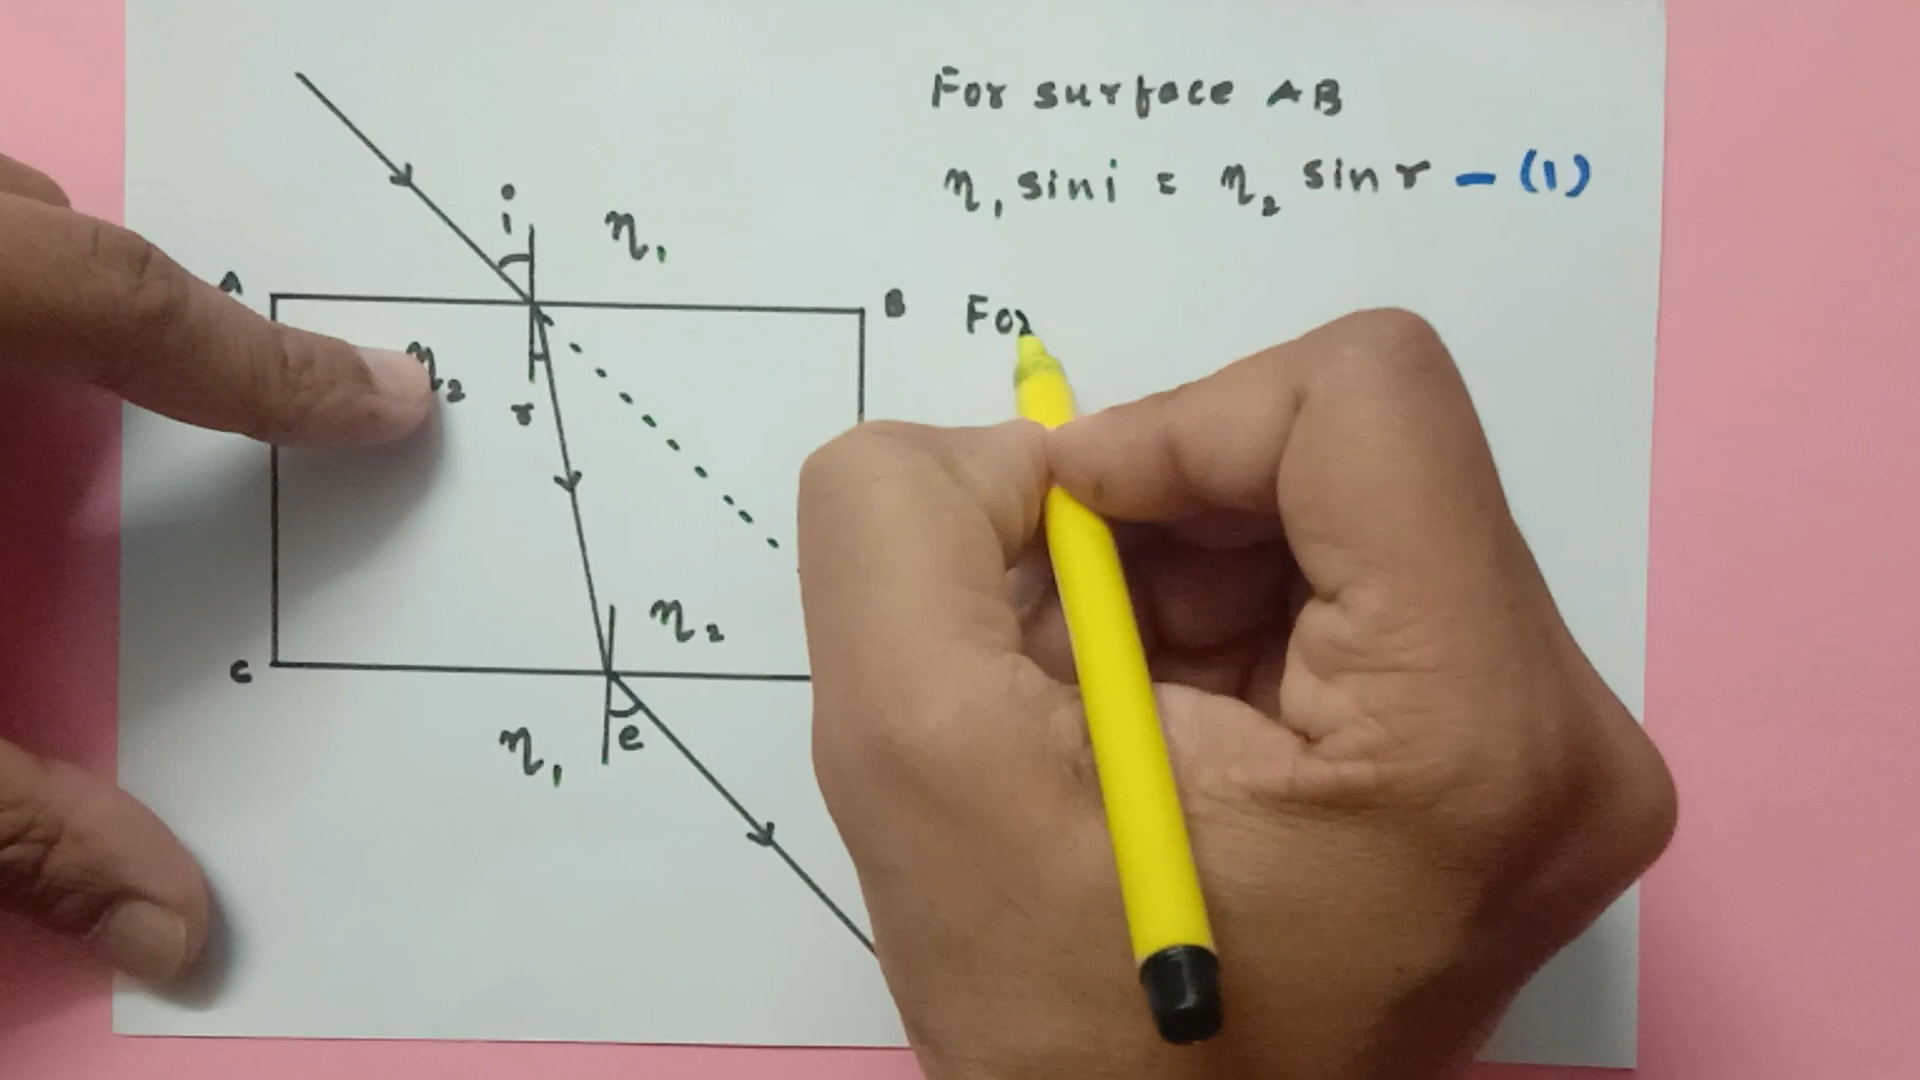 For surface AB
η₁ sin i = η₂ sin r – (1)
i
η₁
A
B
For
η₂
r
η₂
C
η₁
e